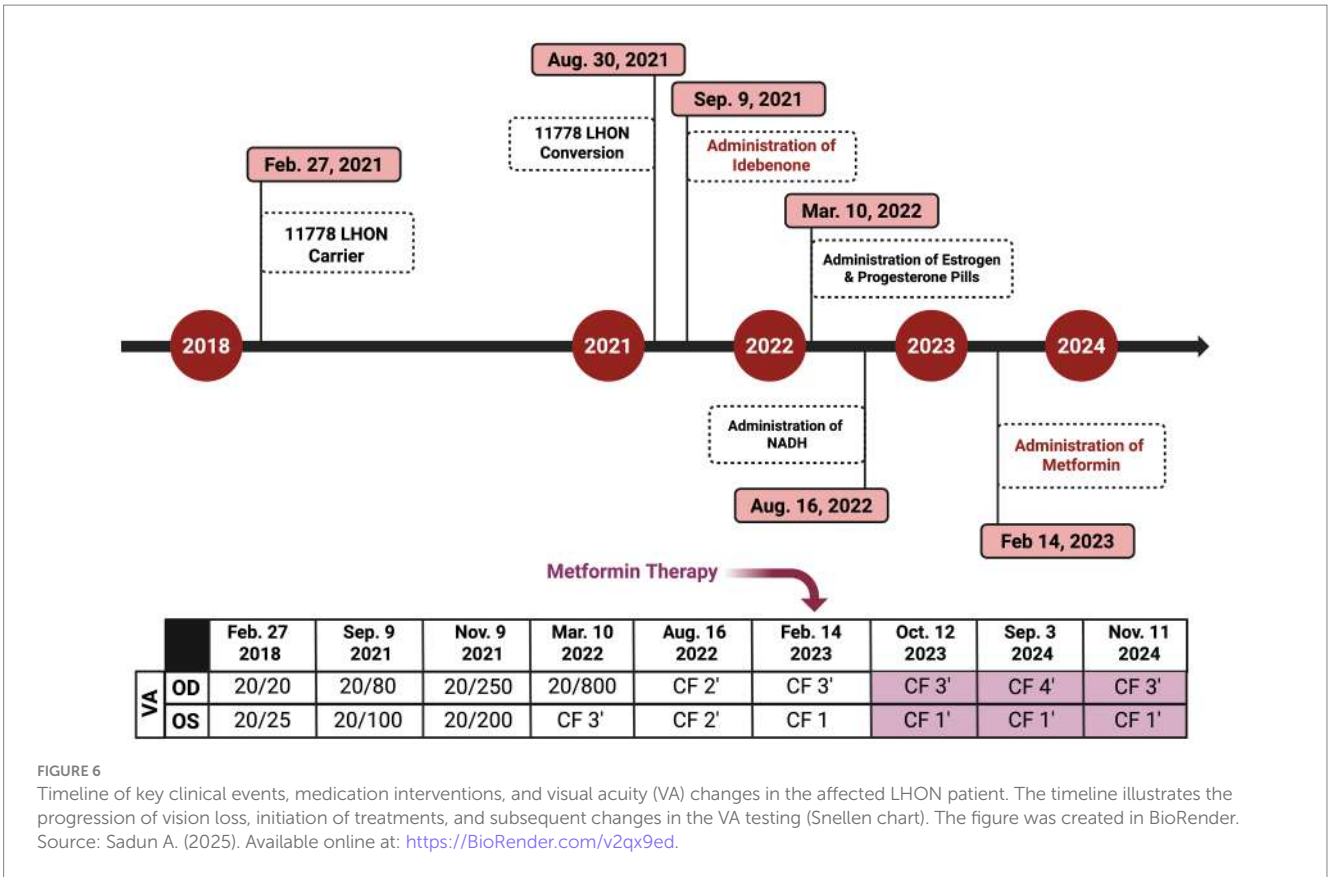 Aug. 30, 2021
Sep. 9, 2021
11778 LHON
Conversion
Administration of
Idebenone
Feb. 27, 2021
Mar. 10, 2022
11778 LHON
Carrier
Administration of Estrogen
& Progesterone Pills
2018 2021 2022 2023 2024
Administration of
NADH
Administration of
Metformin
Aug. 16, 2022
Feb 14, 2023
Metformin Therapy
Feb. 27 Sep. 9 Nov. 9 Mar. 10 Aug. 16 Feb. 14 Oct. 12 Sep. 3 Nov. 11
2018 2021 2021 2022 2022 2023 2023 2024 2024
VA
OD 20/20 20/80 20/250 20/800 CF 2' CF 3' CF 3' CF 4' CF 3'
OS 20/25 20/100 20/200 CF 3' CF 2' CF 1 CF 1' CF 1' CF 1'
FIGURE 6
Timeline of key clinical events, medication interventions, and visual acuity (VA) changes in the affected LHON patient. The timeline illustrates the
progression of vision loss, initiation of treatments, and subsequent changes in the VA testing (Snellen chart). The figure was created in BioRender.
Source: Sadun A. (2025). Available online at: https://BioRender.com/v2qx9ed.